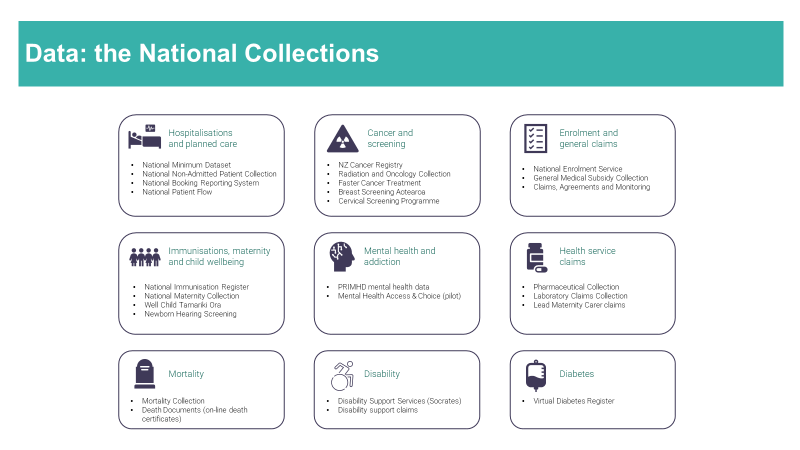 Data: the National Collections
Hospitalisations
and planned care
• National Minimum Dataset
• National Non-Admitted Patient Collection
• National Booking Reporting System
• National Patient Flow
Cancer and
screening
• NZ Cancer Registry
• Radiation and Oncology Collection
• Faster Cancer Treatment
• Breast Screening Aotearoa
• Cervical Screening Programme
Enrolment and
general claims
• National Enrolment Service
• General Medical Subsidy Collection
• Claims, Agreements and Monitoring
Immunisations, maternity
and child wellbeing
• National Immunisation Register
• National Maternity Collection
• Well Child Tamariki Ora
• Newborn Hearing Screening
Mental health and
addiction
• PRIMHD mental health data
• Mental Health Access & Choice (pilot)
Health service
claims
• Pharmaceutical Collection
• Laboratory Claims Collection
• Lead Maternity Carer claims
Mortality
• Mortality Collection
• Death Documents (on-line death
certificates)
Disability
• Disability Support Services (Socrates)
• Disability support claims
Diabetes
• Virtual Diabetes Register